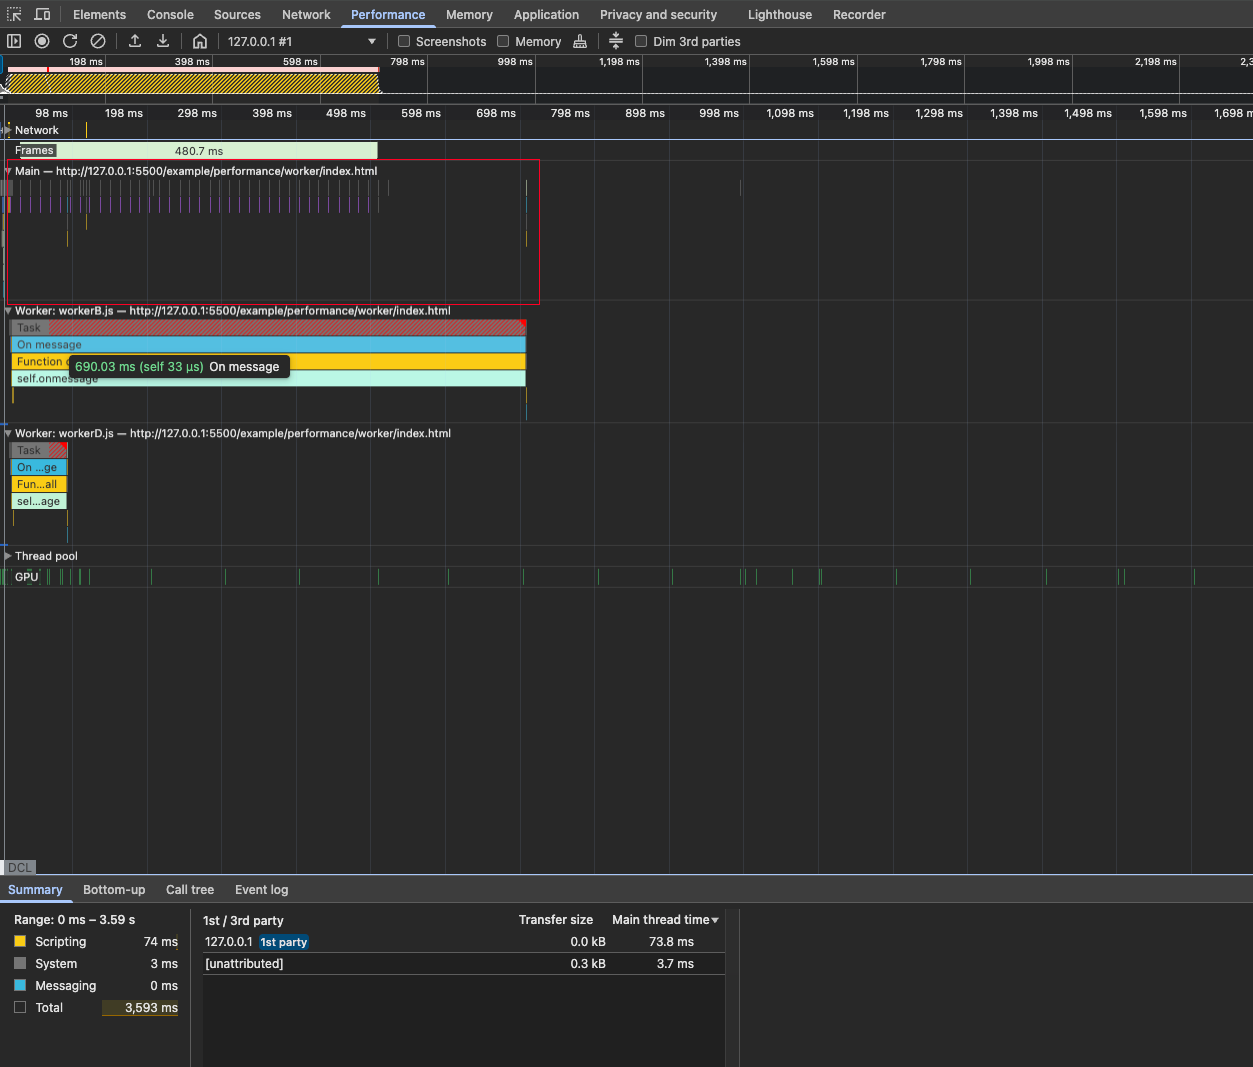 Elements Console Sources Network Performance Memory Application Privacy and security Lighthouse Recorder
127.0.0.1 #1 Screenshots Memory Dim 3rd parties
198 ms 398 ms 598 ms 798 ms 998 ms 1,198 ms 1,398 ms 1,598 ms 1,798 ms 1,998 ms 2,198 ms 2,3
98 ms 198 ms 298 ms 398 ms 498 ms 598 ms 698 ms 798 ms 898 ms 998 ms 1,098 ms 1,198 ms 1,298 ms 1,398 ms 1,498 ms 1,598 ms 1,698 m
Network
Frames 480.7 ms
Main — http://127.0.0.1:5500/example/performance/worker/index.html
Worker: workerB.js — http://127.0.0.1:5500/example/performance/worker/index.html
Task
On message
Function c
690.03 ms (self 33 µs) On message
self.onmessage
Worker: workerD.js — http://127.0.0.1:5500/example/performance/worker/index.html
Task
On ...ge
Fun...all
sel...age
Thread pool
GPU
DCL
Summary Bottom-up Call tree Event log
Range: 0 ms – 3.59 s
Scripting 74 ms
System 3 ms
Messaging 0 ms
Total 3,593 ms
1st / 3rd party Transfer size Main thread time
127.0.0.1 1st party 0.0 kB 73.8 ms
[unattributed] 0.3 kB 3.7 ms